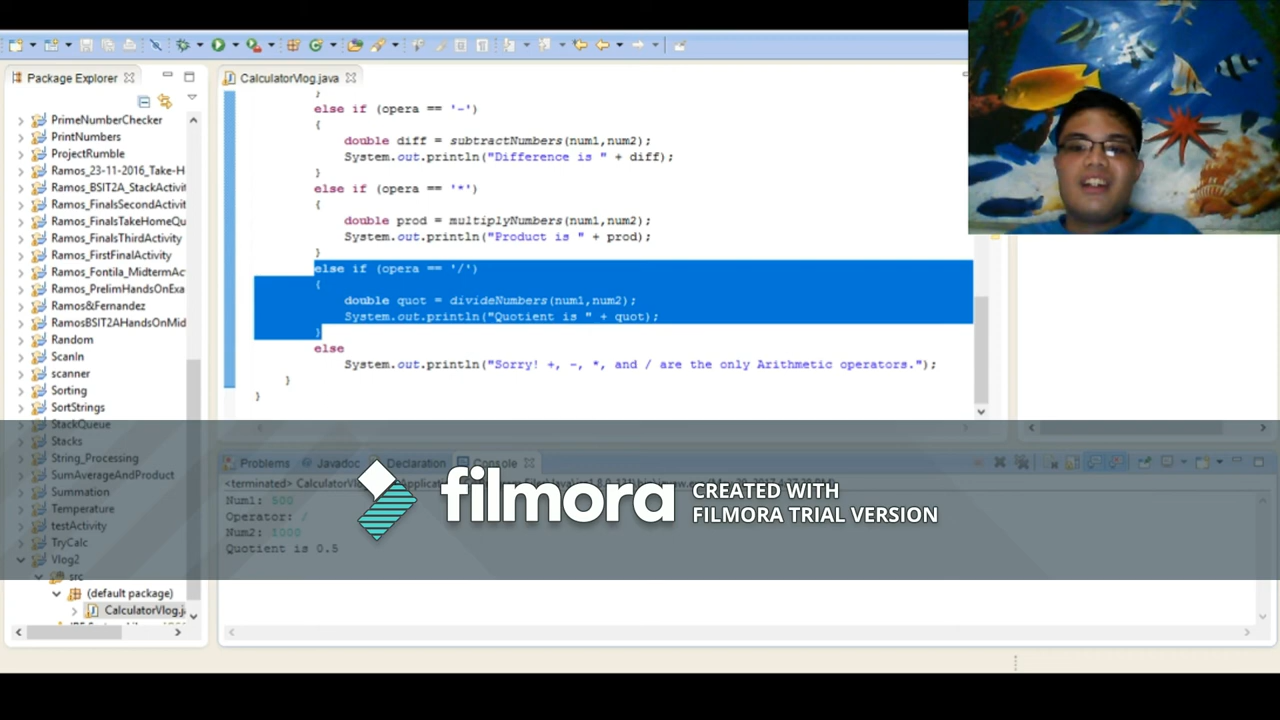 Package Explorer
PrimeNumberChecker
PrintNumbers
ProjectRumble
Ramos_23-11-2016_Take-H
Ramos_BSIT2A_StackActivit
Ramos_FinalsSecondActivit
Ramos_FinalsTakeHomeQu
Ramos_FinalsThirdActivity
Ramos_FirstFinalActivity
Ramos_Fontila_MidtermAc
Ramos_PrelimHandsOnExa
Ramos&Fernandez
RamosBSIT2AHandsOnMid
Random
ScanIn
scanner
Sorting
SortStrings
StackQueue
Stacks
String_Processing
SumAverageAndProduct
Summation
Temperature
testActivity
TryCalc
Vlog2
src
(default package)
CalculatorVlog.j
CalculatorVlog.java
}
else if (opera == '-')
{
double diff = subtractNumbers(num1,num2);
System.out.println("Difference is " + diff);
}
else if (opera == '*')
{
double prod = multiplyNumbers(num1,num2);
System.out.println("Product is " + prod);
}
else if (opera == '/')
{
double quot = divideNumbers(num1,num2);
System.out.println("Quotient is " + quot);
}
else
System.out.println("Sorry! +, -, *, and / are the only Arithmetic operators.");
}
}
Problems @ Javadoc Declaration Console
<terminated>
Num1: 500
Operator: /
Num2: 1000
Quotient is 0.5
filmora
CREATED WITH
FILMORA TRIAL VERSION